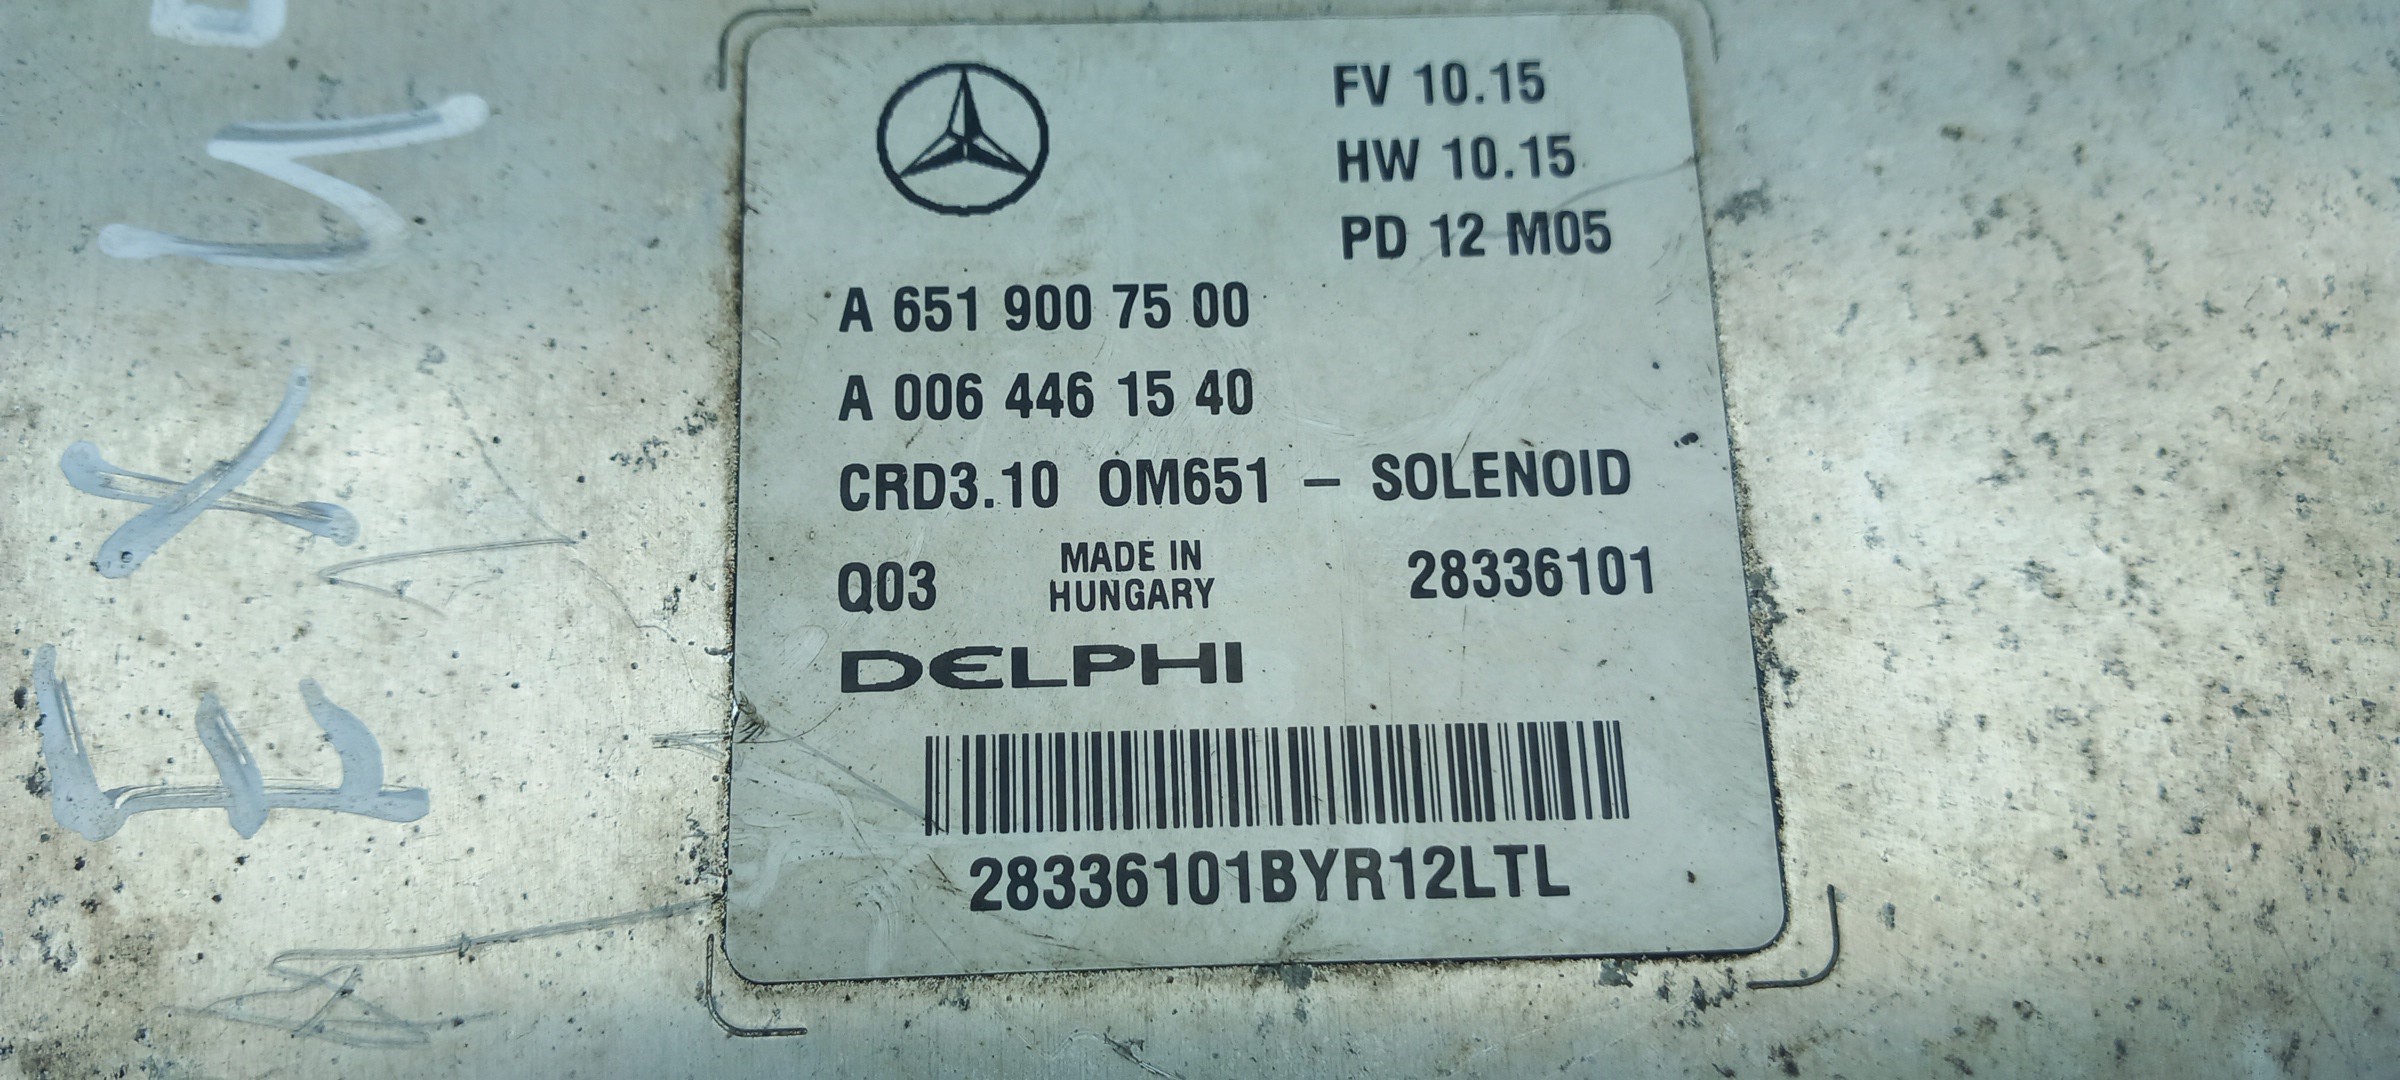 FV 10.15
HW 10.15
PD 12 M05
A 651 900 75 00
A 006 446 15 40
CRD3.10 OM651 – SOLENOID
Q03 MADE IN HUNGARY 28336101
DELPHI
28336101BYR12LTL